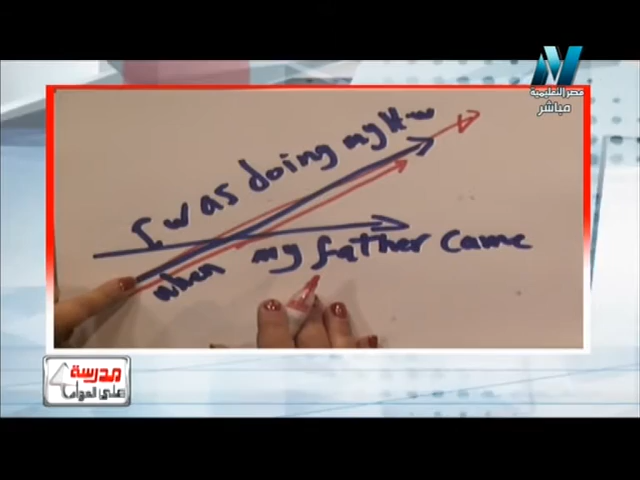 مصر التعليمية
مباشر
I was doing my H-w
when my father came
مدرسة
على الهواء